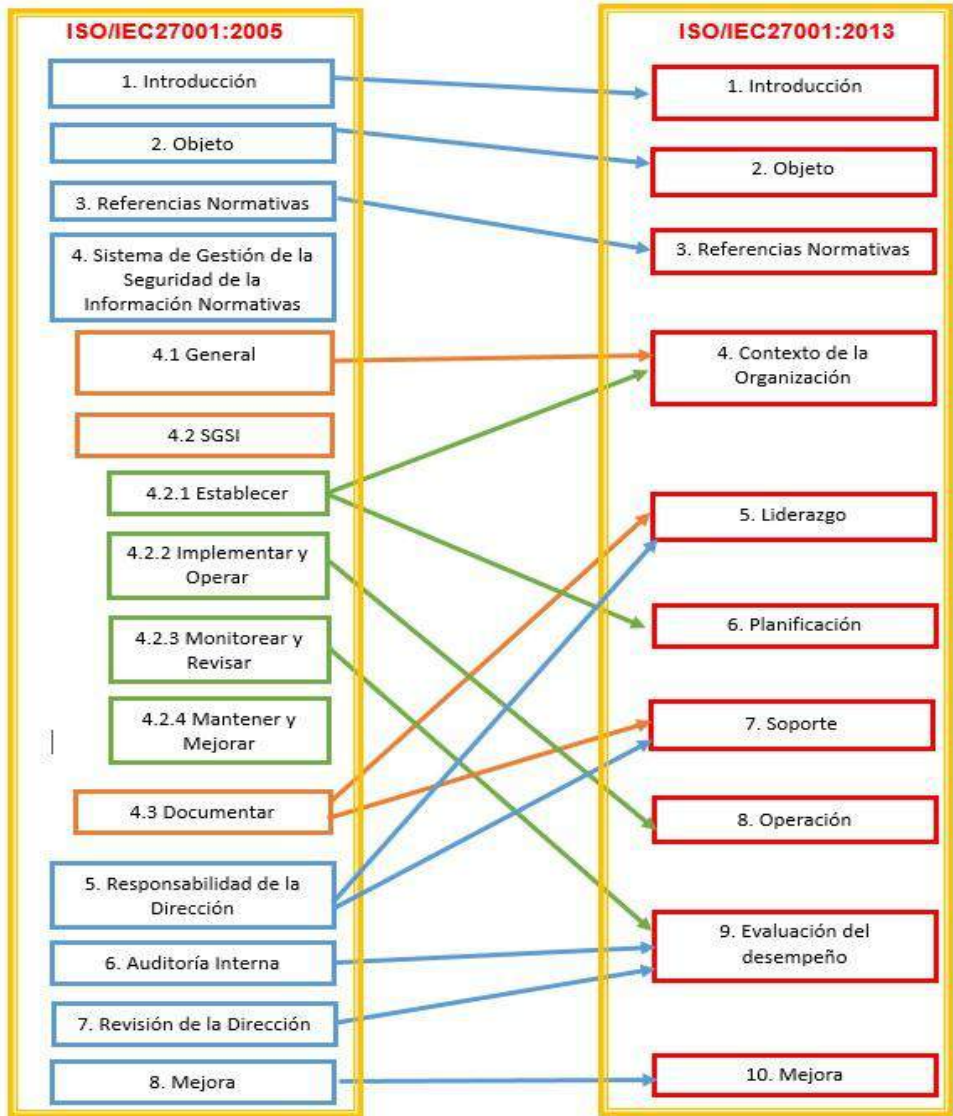 ISO/IEC27001:2005
1. Introducción
2. Objeto
3. Referencias Normativas
4. Sistema de Gestión de la
Seguridad de la
Información Normativas
4.1 General
4.2 SGSI
4.2.1 Establecer
4.2.2 Implementar y
Operar
4.2.3 Monitorear y
Revisar
4.2.4 Mantener y
Mejorar
4.3 Documentar
5. Responsabilidad de la
Dirección
6. Auditoría Interna
7. Revisión de la Dirección
8. Mejora
ISO/IEC27001:2013
1. Introducción
2. Objeto
3. Referencias Normativas
4. Contexto de la
Organización
5. Liderazgo
6. Planificación
7. Soporte
8. Operación
9. Evaluación del
desempeño
10. Mejora